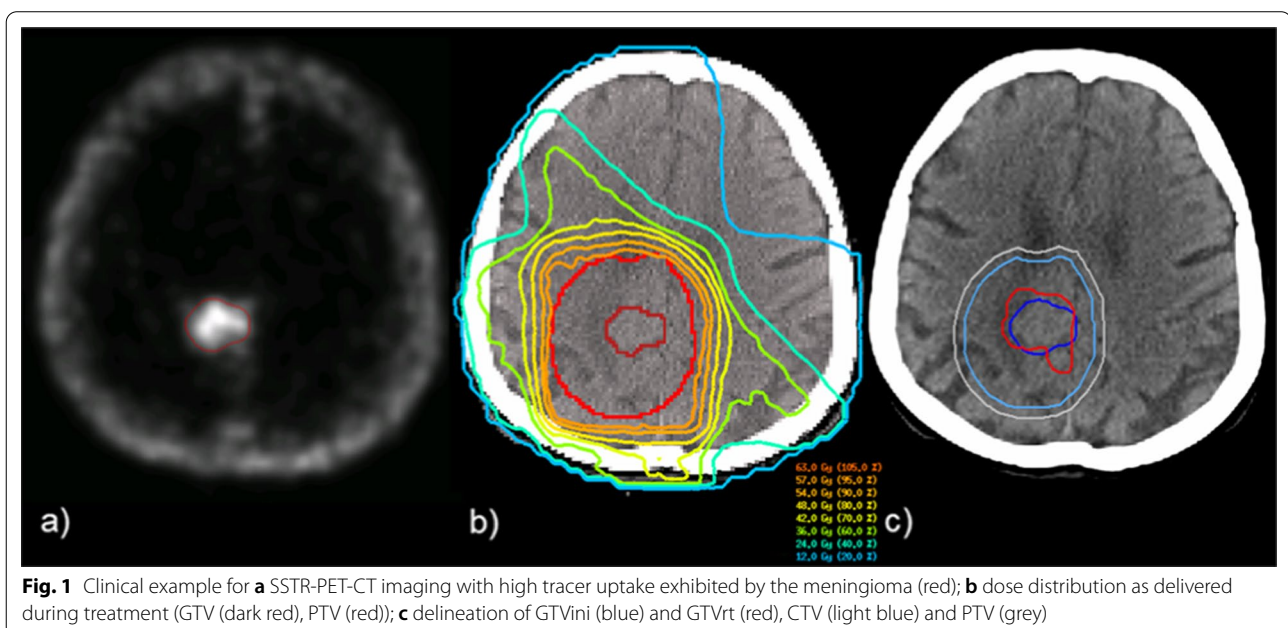 63.0 Gy (105.0 %)
57.0 Gy (95.0 %)
54.0 Gy (90.0 %)
48.0 Gy (80.0 %)
42.0 Gy (70.0 %)
36.0 Gy (60.0 %)
24.0 Gy (40.0 %)
12.0 Gy (20.0 %)
a)
b)
c)
Fig. 1 Clinical example for a SSTR-PET-CT imaging with high tracer uptake exhibited by the meningioma (red); b dose distribution as delivered
during treatment (GTV (dark red), PTV (red)); c delineation of GTVini (blue) and GTVrt (red), CTV (light blue) and PTV (grey)